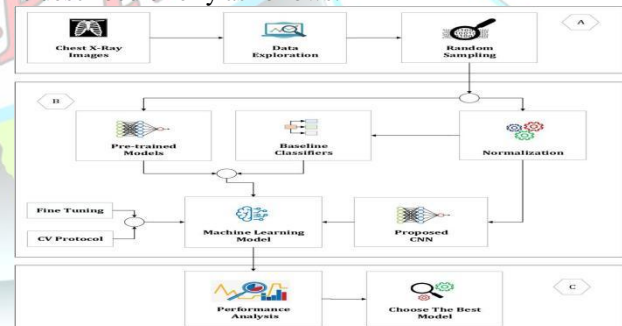 A
Chest X-Ray
Images
Data
Exploration
Random
Sampling
B
Pre-trained
Models
Baseline
Classifiers
Normalization
Fine Tuning
CV Protocol
Machine Learning
Model
Proposed
CNN
Performance
Analysis
Choose The Best
Model
C